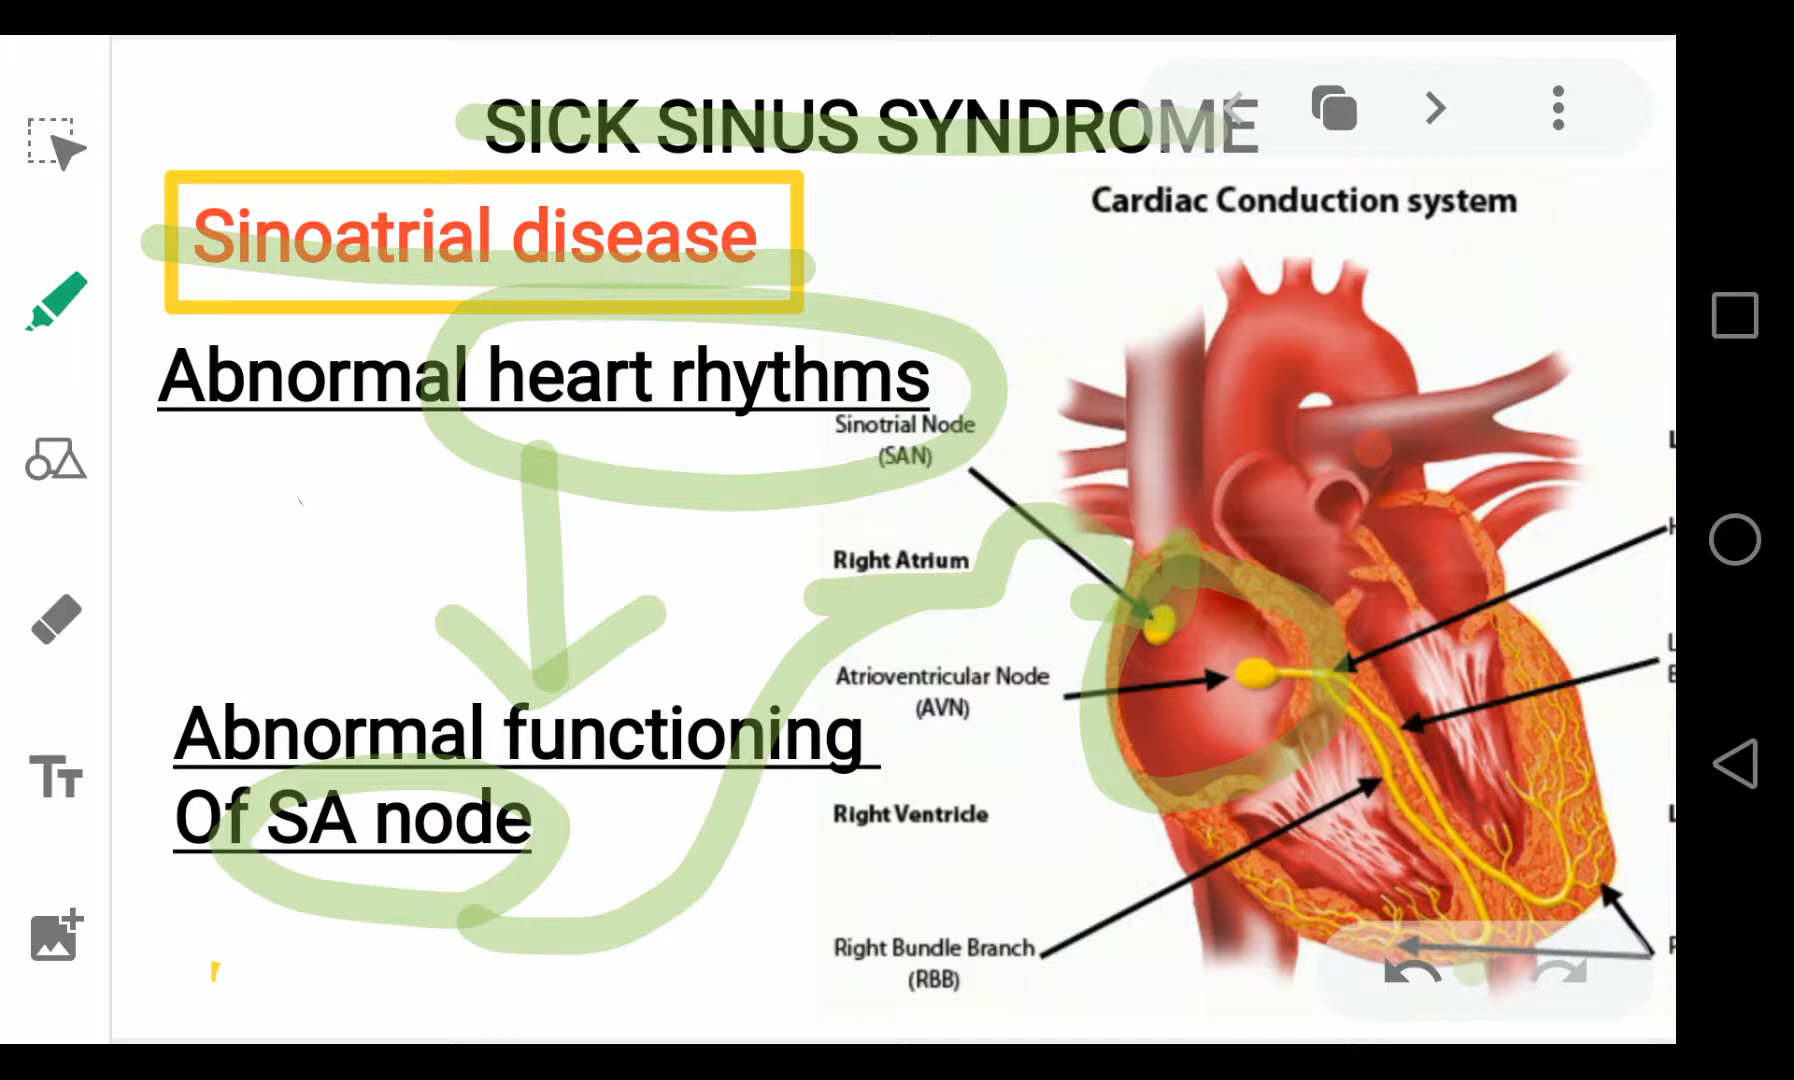 SICK SINUS SYNDROME
Sinoatrial disease
Abnormal heart rhythms
Abnormal functioning
Of SA node
Cardiac Conduction system
Sinotrial Node
(SAN)
Right Atrium
Atrioventricular Node
(AVN)
Right Ventricle
Right Bundle Branch
(RBB)
TT